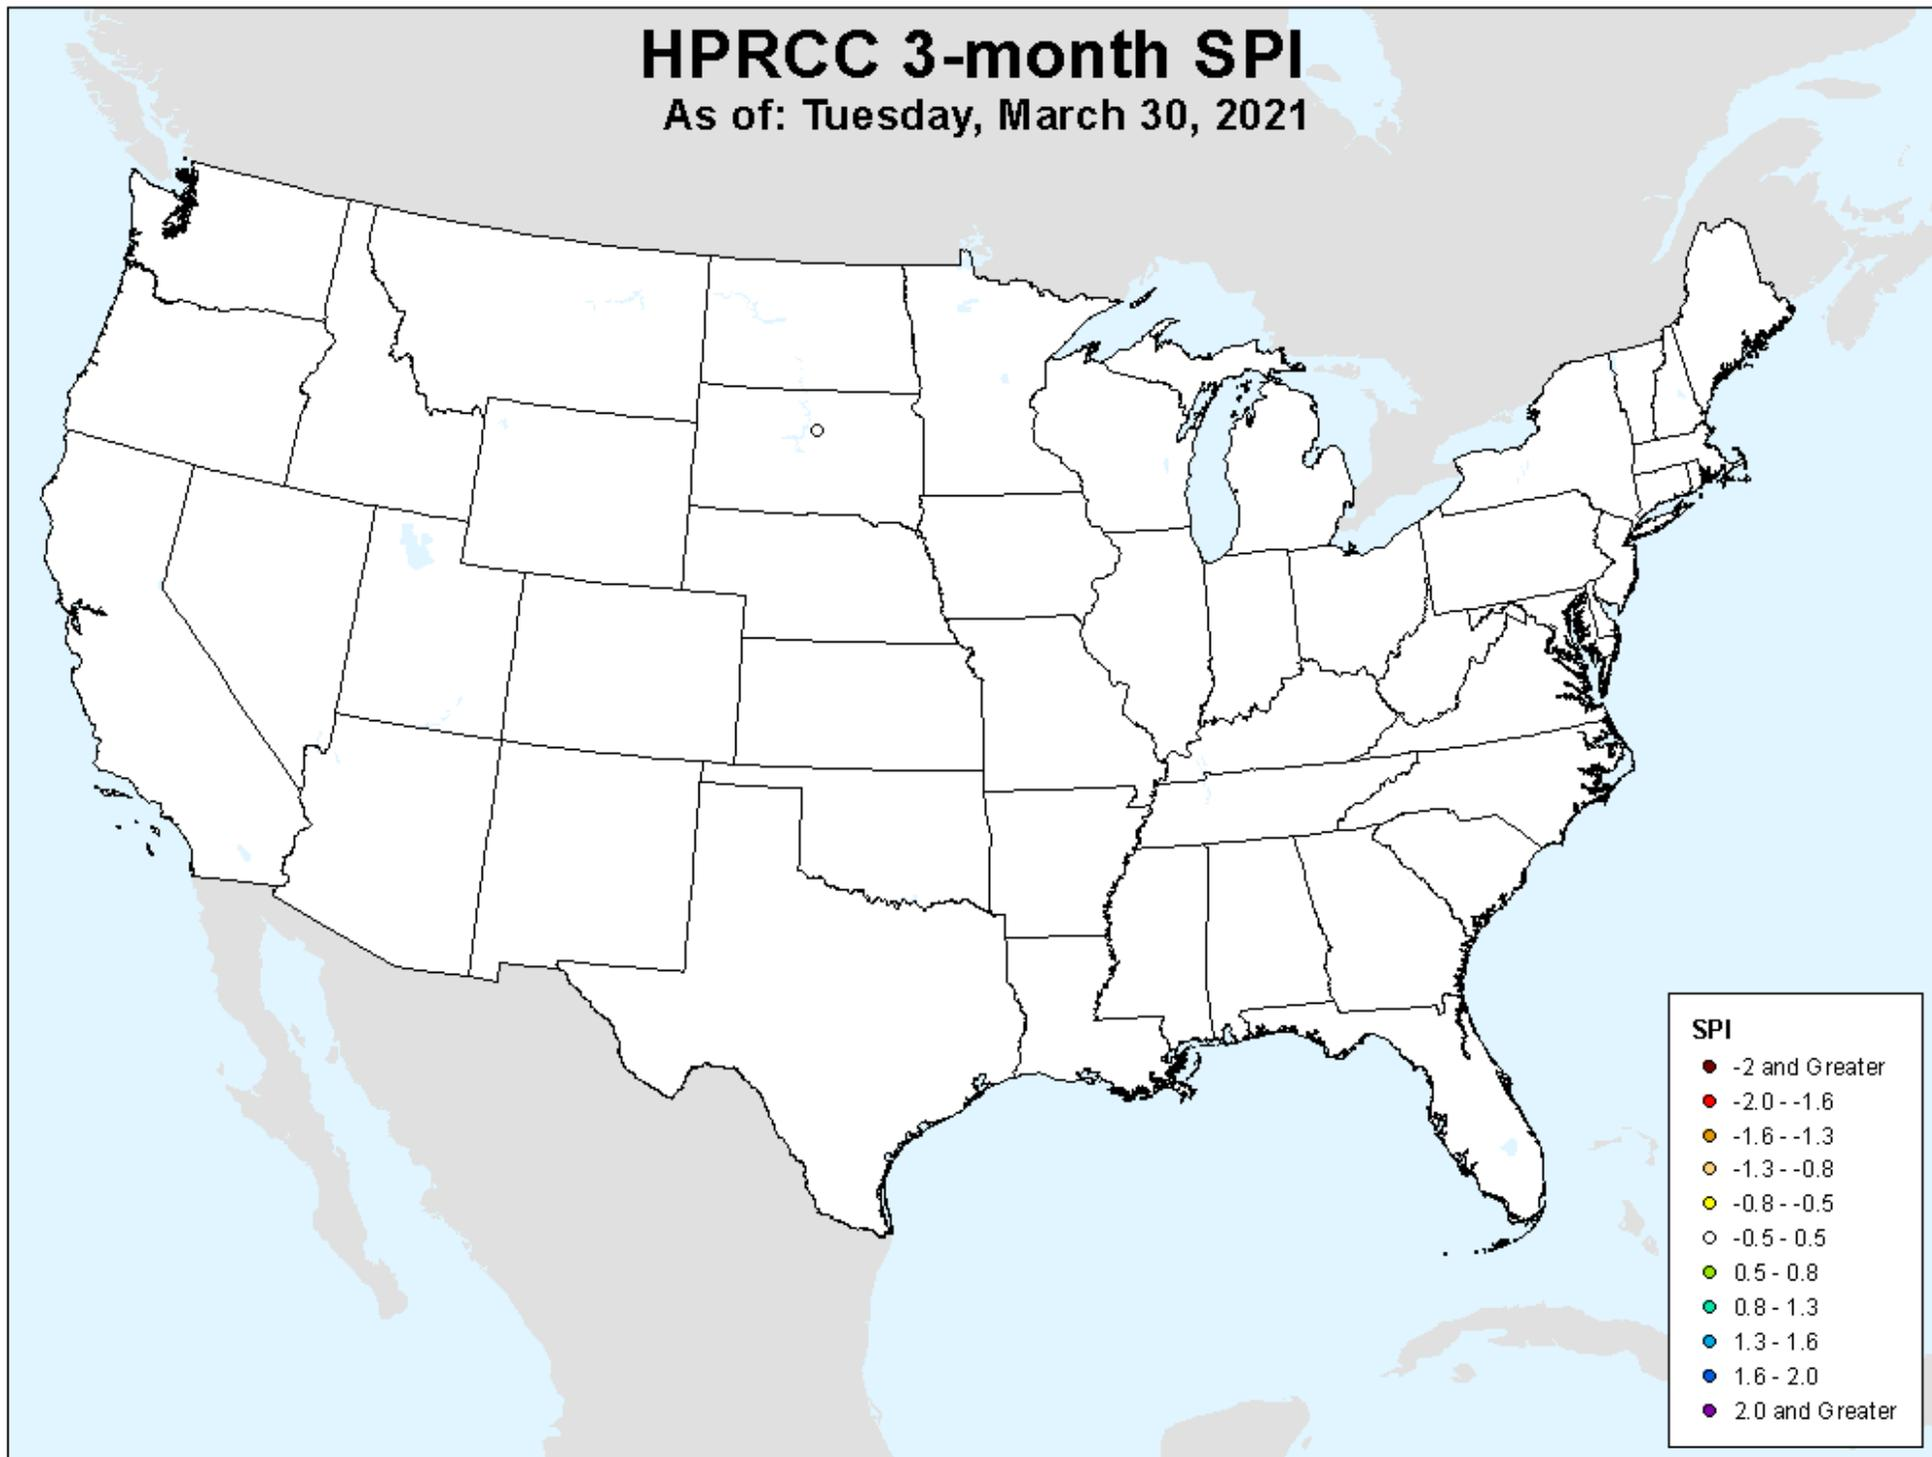 HPRCC 3-month SPI
As of: Tuesday, March 30, 2021
SPI
-2 and Greater
-2.0 - -1.6
-1.6 - -1.3
-1.3 - -0.8
-0.8 - -0.5
-0.5 - 0.5
0.5 - 0.8
0.8 - 1.3
1.3 - 1.6
1.6 - 2.0
2.0 and Greater